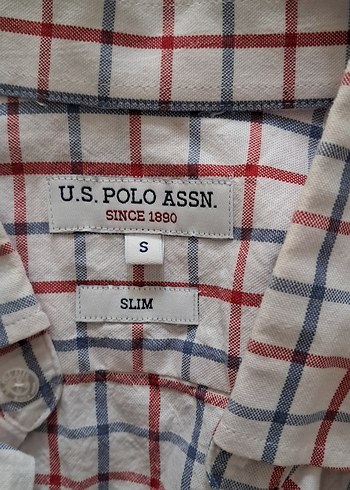 U.S. POLO ASSN.
SINCE 1890
S
SLIM